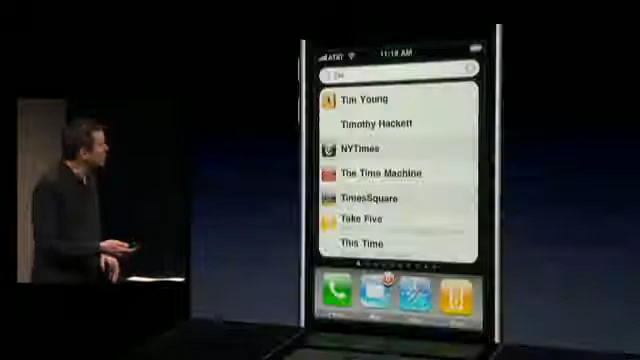 AT&T 11:18 AM
Tim Young
Timothy Hackett
NYTimes
The Time Machine
TimesSquare
Take Five
This Time